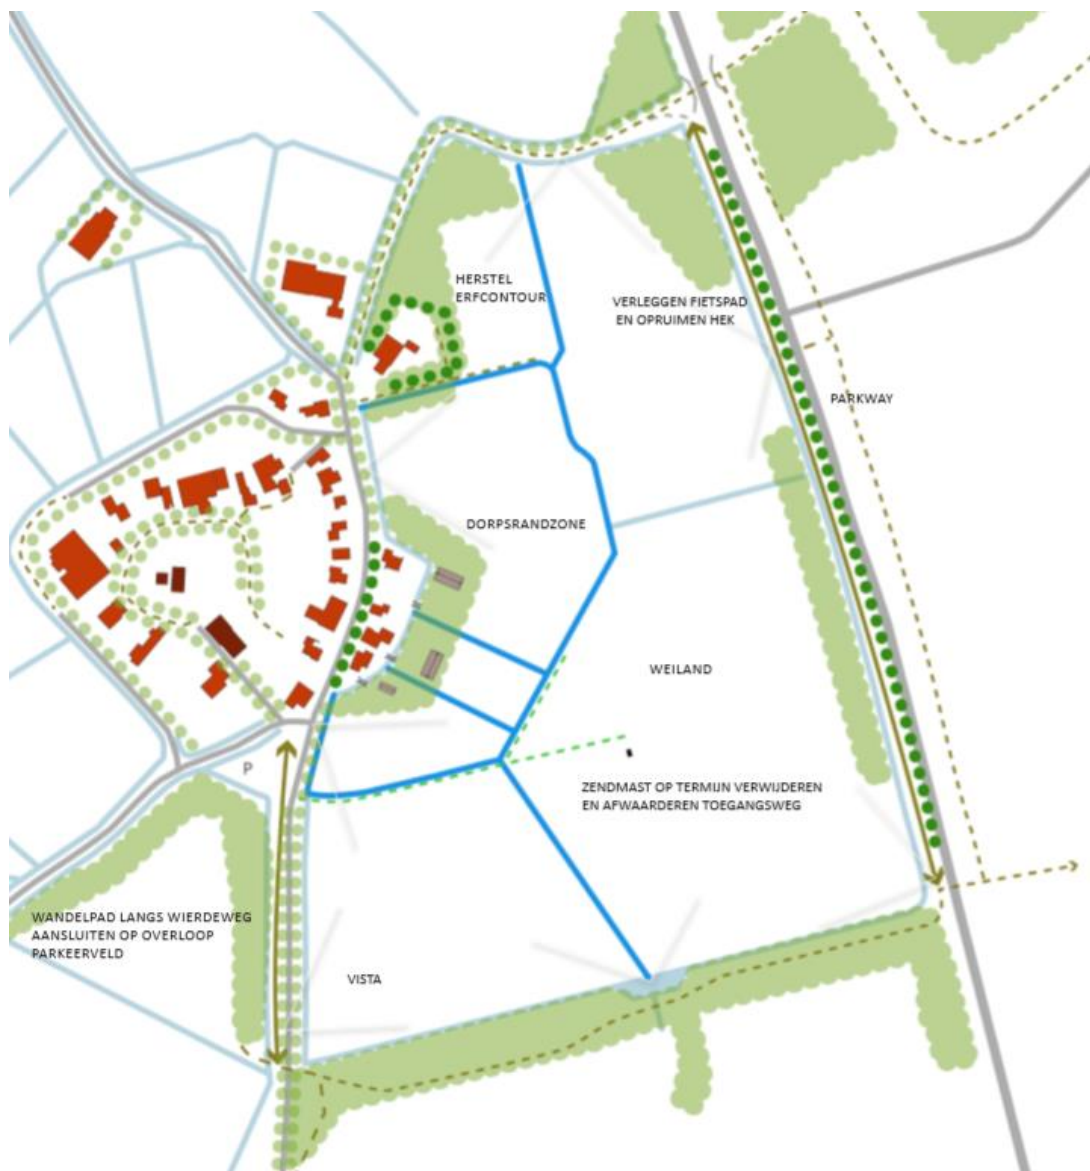 HERSTEL
ERFCONTOUR
VERLEGGEN FIETSPAD
EN OPRUIMEN HEK
PARKWAY
DORPSRANDZONE
WEILAND
P
ZENDMAST OP TERMIJN VERWIJDEREN
EN AFWAARDEREN TOEGANGSWEG
WANDELPAD LANGS WIERDEWEG
AANSLUITEN OP OVERLOOP
PARKEERVELD
VISTA